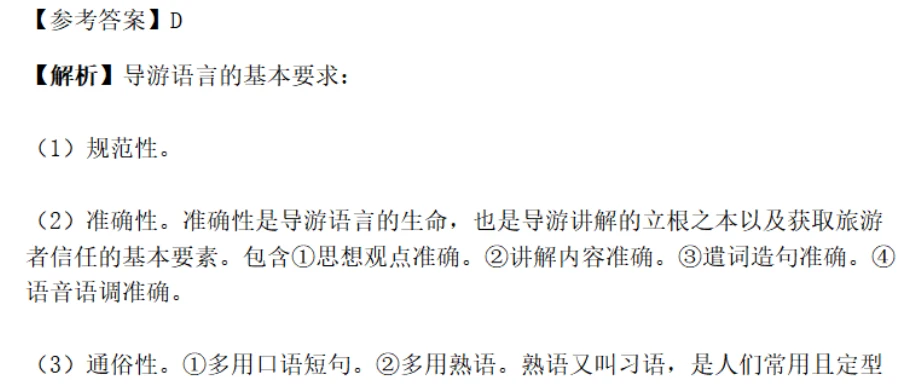 【参考答案】D
【解析】导游语言的基本要求：
（1）规范性。
（2）准确性。准确性是导游语言的生命，也是导游讲解的立根之本以及获取旅游
者信任的基本要素。包含①思想观点准确。②讲解内容准确。③遣词造句准确。④
语音语调准确。
（3）通俗性。①多用口语短句。②多用熟语。熟语又叫习语，是人们常用且定型